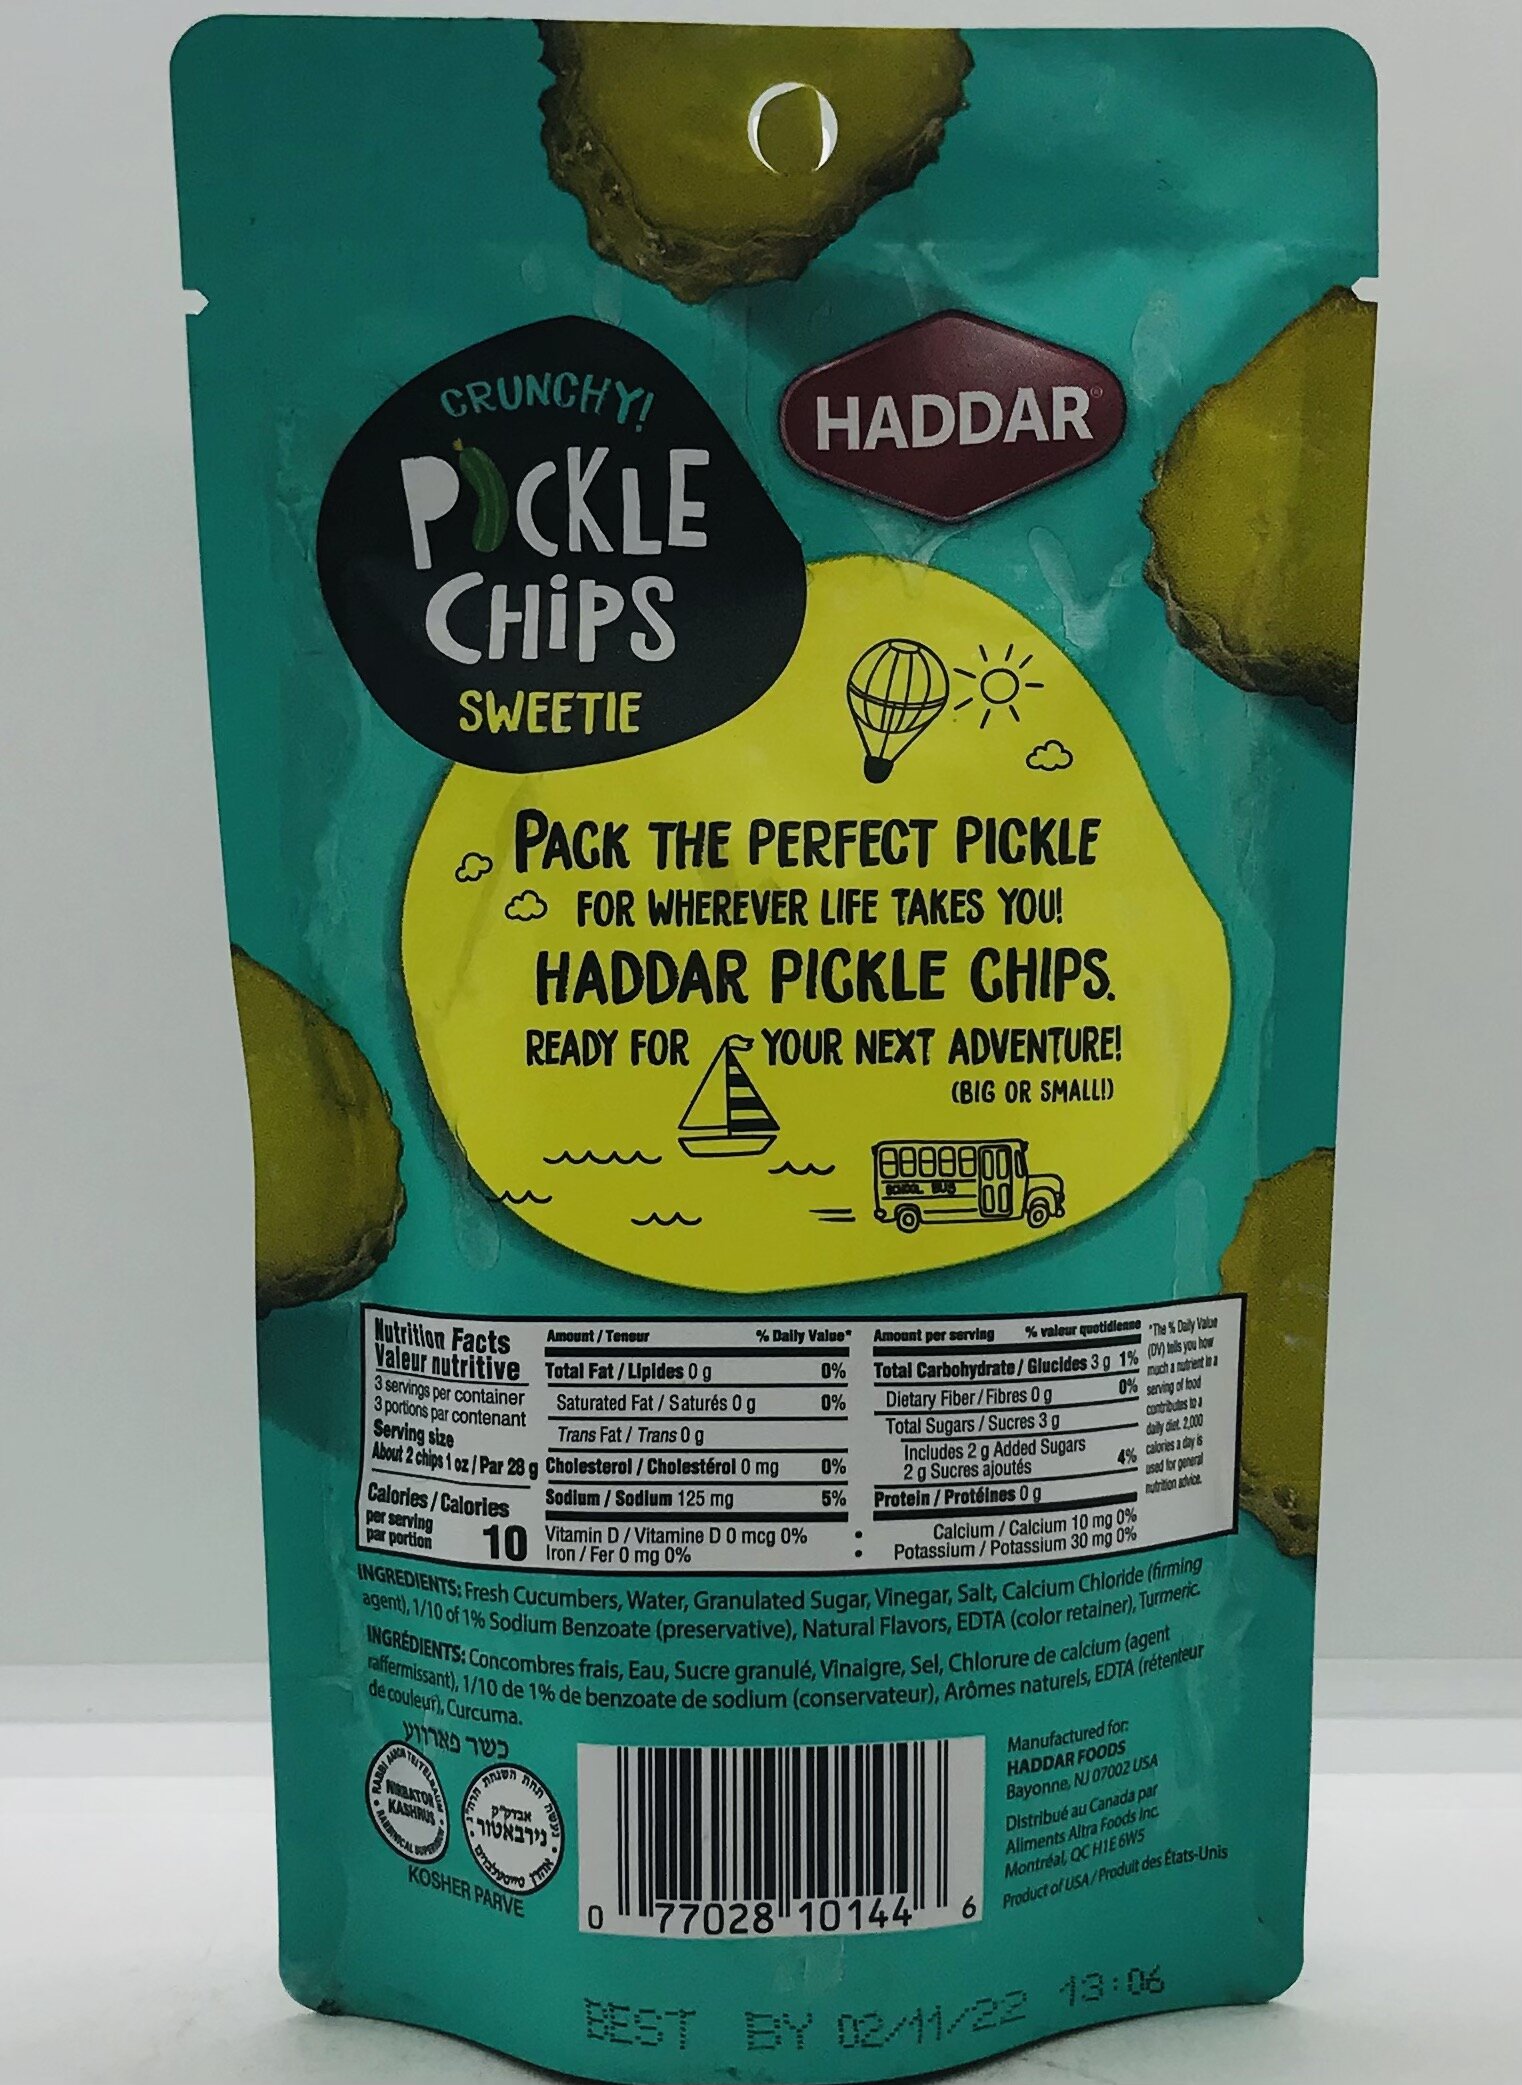 CRUNCHY!
PICKLE
CHiPS
SWEETIE
HADDAR®
PACK THE PERFECT PICKLE
FOR WHEREVER LIFE TAKES YOU!
HADDAR PICKLE CHIPS.
READY FOR YOUR NEXT ADVENTURE!
(BIG OR SMALL!)
SCHOOL BUS
Nutrition Facts
Valeur nutritive
3 servings per container
3 portions par contenant
Serving size
About 2 chips 1 oz / Par 28 g
Calories / Calories
per serving
par portion
10
Amount / Teneur % Daily Value*
Total Fat / Lipides 0 g 0%
Saturated Fat / Saturés 0 g 0%
Trans Fat / Trans 0 g
Cholesterol / Cholestérol 0 mg 0%
Sodium / Sodium 125 mg 5%
Vitamin D / Vitamine D 0 mcg 0%
Iron / Fer 0 mg 0%
Amount per serving % valeur quotidienne
Total Carbohydrate / Glucides 3 g 1%
Dietary Fiber / Fibres 0 g 0%
Total Sugars / Sucres 3 g
Includes 2 g Added Sugars
2 g Sucres ajoutés 4%
Protein / Protéines 0 g
• Calcium / Calcium 10 mg 0%
• Potassium / Potassium 30 mg 0%
*The % Daily Value
(DV) tells you how
much a nutrient in a
serving of food
contributes to a
daily diet. 2,000
calories a day is
used for general
nutrition advice.
INGREDIENTS: Fresh Cucumbers, Water, Granulated Sugar, Vinegar, Salt, Calcium Chloride (firming
agent), 1/10 of 1% Sodium Benzoate (preservative), Natural Flavors, EDTA (color retainer), Turmeric.
INGRÉDIENTS: Concombres frais, Eau, Sucre granulé, Vinaigre, Sel, Chlorure de calcium (agent
raffermissant), 1/10 de 1% de benzoate de sodium (conservateur), Arômes naturels, EDTA (rétenteur
de couleur), Curcuma.
כשר פארווע
RABBI AARON TEITELBAUM
NIRBATOR
KASHRUS
RABBINICAL
נעשה תחת השגחת הרה"ג
אבדק"ק
נירבאטור
אהרן טייטלבוים
KOSHER PARVE
0 77028 10144 6
Manufactured for:
HADDAR FOODS
Bayonne, NJ 07002 USA
Distribué au Canada par
Aliments Altra Foods Inc.
Montréal, QC H1E 6W5
Product of USA / Produit des États-Unis
BEST BY 02/11/22 13:06